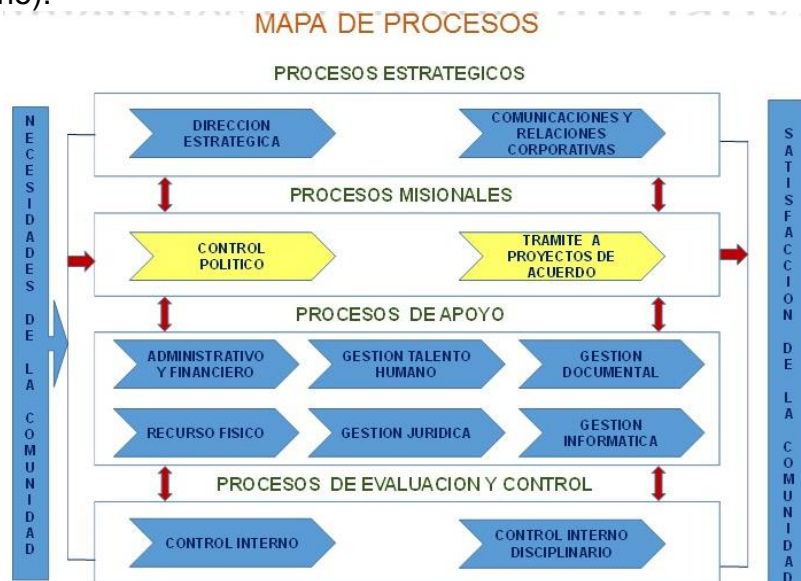 no).
MAPA DE PROCESOS
PROCESOS ESTRATEGICOS
NECESIDADES DE LA COMUNIDAD
DIRECCION
ESTRATEGICA
COMUNICACIONES Y
RELACIONES
CORPORATIVAS
PROCESOS MISIONALES
CONTROL
POLITICO
TRAMITE A
PROYECTOS DE
ACUERDO
PROCESOS DE APOYO
ADMINISTRATIVO
Y FINANCIERO
GESTION TALENTO
HUMANO
GESTION
DOCUMENTAL
RECURSO FISICO
GESTION JURIDICA
GESTION
INFORMATICA
PROCESOS DE EVALUACION Y CONTROL
CONTROL INTERNO
CONTROL INTERNO
DISCIPLINARIO
SATISFACCION DE LA COMUNIDAD